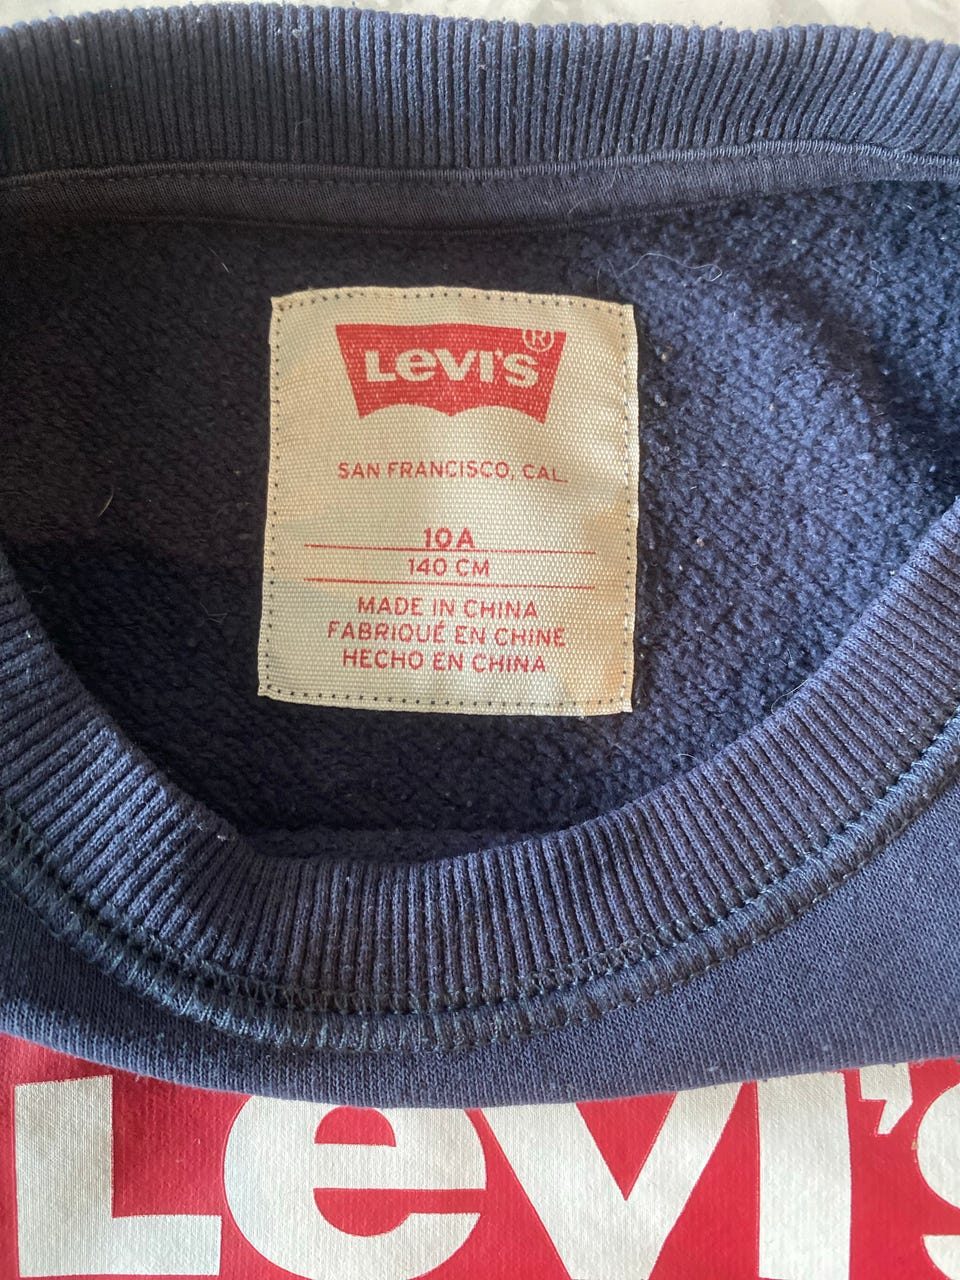 Levi's®
SAN FRANCISCO, CAL.
10A
140 CM
MADE IN CHINA
FABRIQUÉ EN CHINE
HECHO EN CHINA
Levi's